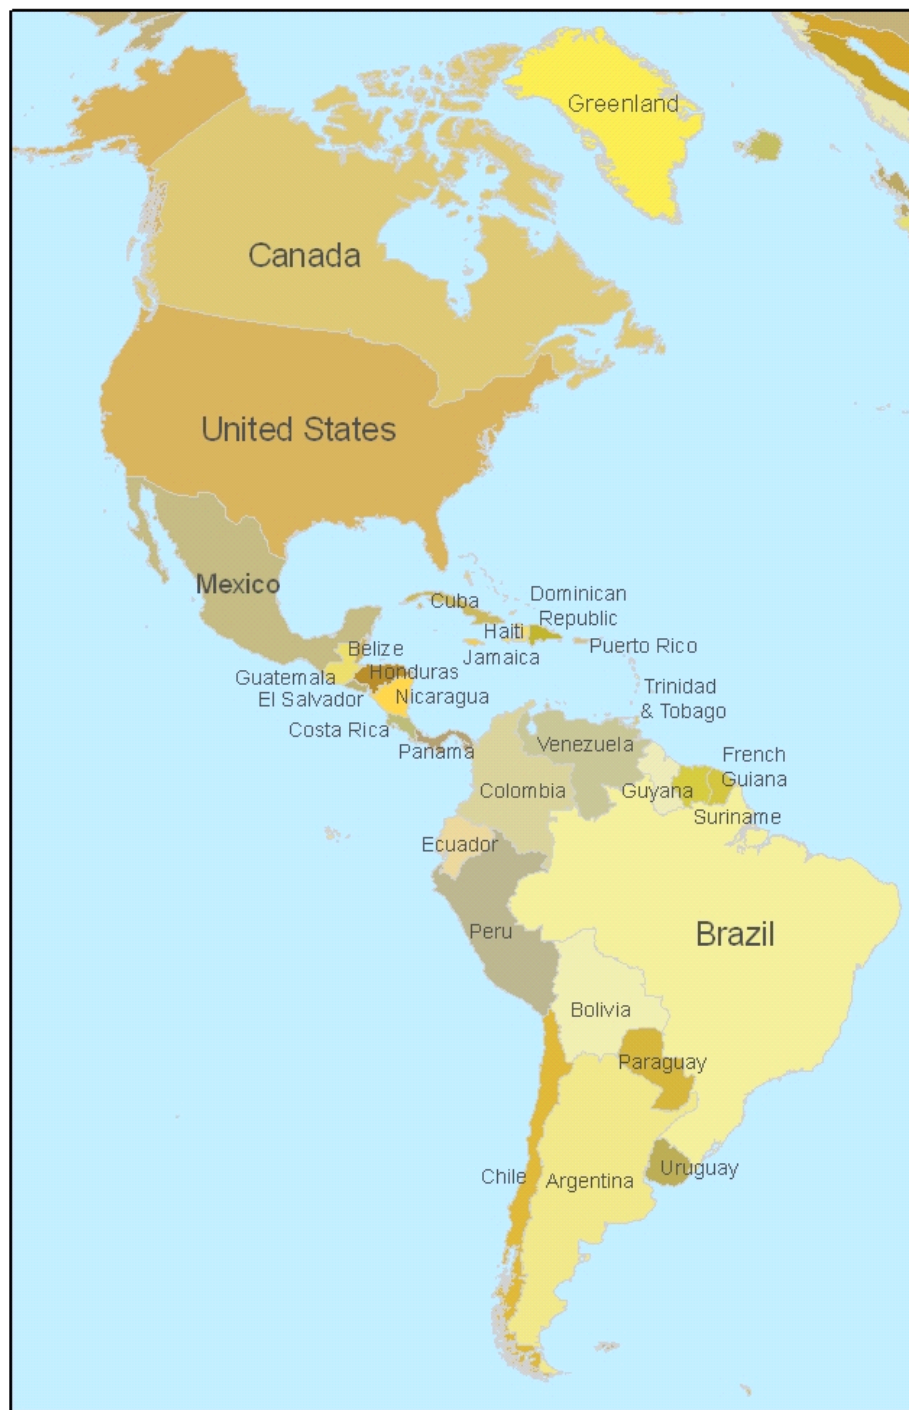 Greenland
Canada
United States
Mexico
Cuba
Dominican
Republic
Haiti
Jamaica
Puerto Rico
Belize
Guatemala
Honduras
El Salvador
Nicaragua
Trinidad
& Tobago
Costa Rica
Panama
Venezuela
French
Guiana
Colombia
Guyana
Suriname
Ecuador
Peru
Brazil
Bolivia
Paraguay
Chile
Argentina
Uruguay